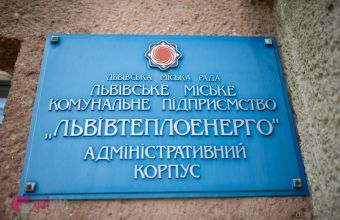 ЛЬВІВСЬКА МІСЬКА РАДА
ЛЬВІВСЬКЕ МІСЬКЕ
КОМУНАЛЬНЕ ПІДПРИЄМСТВО
„ЛЬВІВТЕПЛОЕНЕРГО"
АДМІНІСТРАТИВНИЙ
КОРПУС